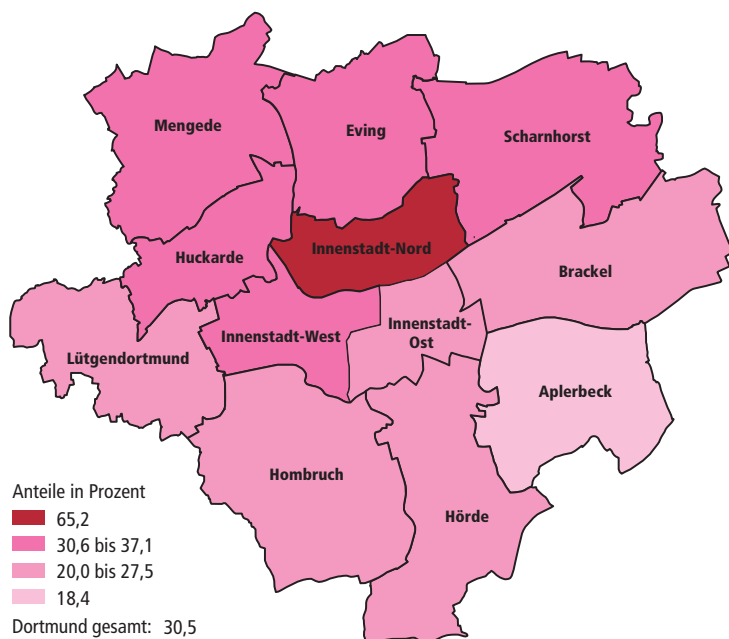 Mengede
Eving
Scharnhorst
Innenstadt-Nord
Huckarde
Brackel
Innenstadt-West
Innenstadt-
Ost
Lütgendortmund
Aplerbeck
Hombruch
Hörde
Anteile in Prozent
65,2
30,6 bis 37,1
20,0 bis 27,5
18,4
Dortmund gesamt: 30,5